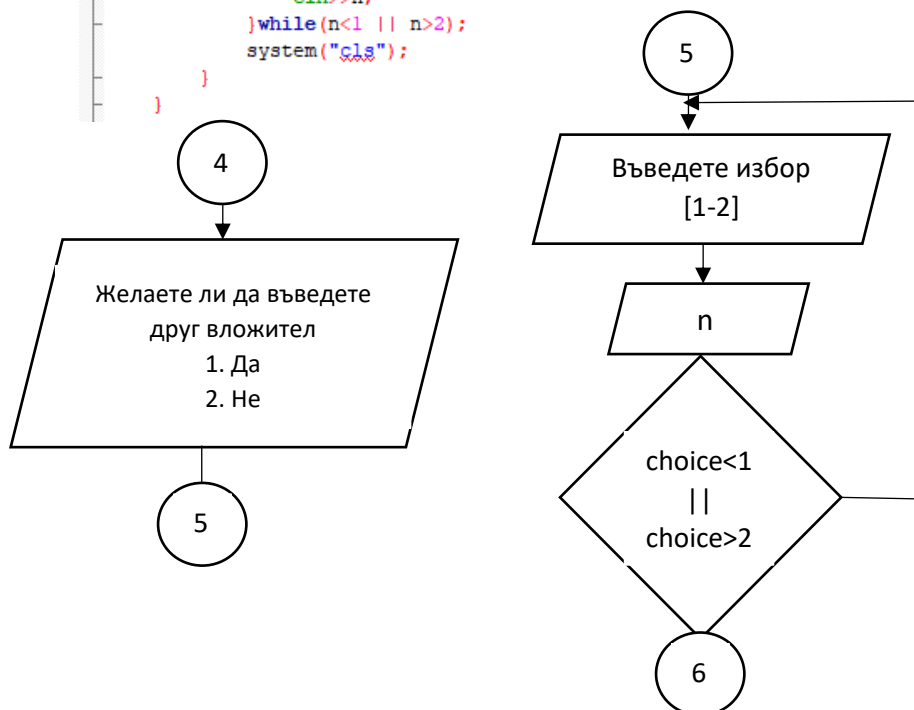 }while(n<1 || n>2);
system("cls");
}
}
4
Желаете ли да въведете
друг вложител
1. Да
2. Не
5
5
Въведете избор
[1-2]
n
choice<1
||
choice>2
6